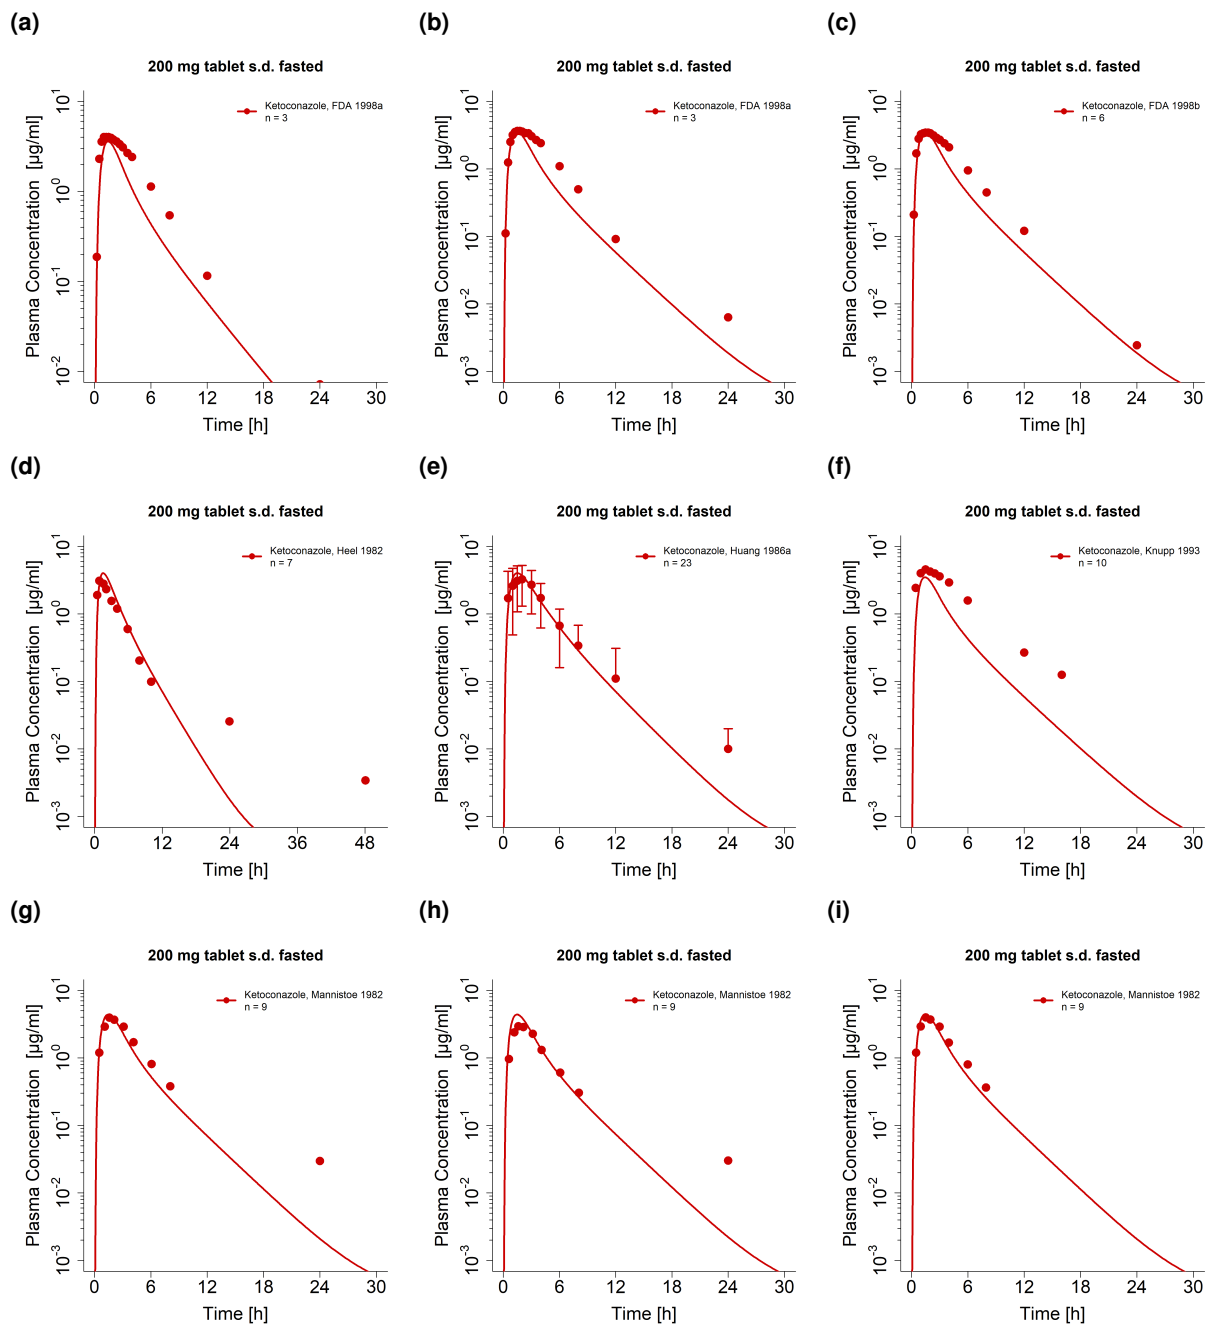 (a)
200 mg tablet s.d. fasted
Ketoconazole, FDA 1998a
n = 3
Plasma Concentration [µg/ml]
10^1
10^0
10^-1
10^-2
0 6 12 18 24 30
Time [h]
(b)
200 mg tablet s.d. fasted
Ketoconazole, FDA 1998a
n = 3
Plasma Concentration [µg/ml]
10^1
10^0
10^-1
10^-2
10^-3
0 6 12 18 24 30
Time [h]
(c)
200 mg tablet s.d. fasted
Ketoconazole, FDA 1998b
n = 6
Plasma Concentration [µg/ml]
10^1
10^0
10^-1
10^-2
10^-3
0 6 12 18 24 30
Time [h]
(d)
200 mg tablet s.d. fasted
Ketoconazole, Heel 1982
n = 7
Plasma Concentration [µg/ml]
10^1
10^0
10^-1
10^-2
10^-3
0 12 24 36 48
Time [h]
(e)
200 mg tablet s.d. fasted
Ketoconazole, Huang 1986a
n = 23
Plasma Concentration [µg/ml]
10^1
10^0
10^-1
10^-2
10^-3
0 6 12 18 24 30
Time [h]
(f)
200 mg tablet s.d. fasted
Ketoconazole, Knupp 1993
n = 10
Plasma Concentration [µg/ml]
10^1
10^0
10^-1
10^-2
10^-3
0 6 12 18 24 30
Time [h]
(g)
200 mg tablet s.d. fasted
Ketoconazole, Mannistoe 1982
n = 9
Plasma Concentration [µg/ml]
10^1
10^0
10^-1
10^-2
10^-3
0 6 12 18 24 30
Time [h]
(h)
200 mg tablet s.d. fasted
Ketoconazole, Mannistoe 1982
n = 9
Plasma Concentration [µg/ml]
10^1
10^0
10^-1
10^-2
10^-3
0 6 12 18 24 30
Time [h]
(i)
200 mg tablet s.d. fasted
Ketoconazole, Mannistoe 1982
n = 9
Plasma Concentration [µg/ml]
10^1
10^0
10^-1
10^-2
10^-3
0 6 12 18 24 30
Time [h]